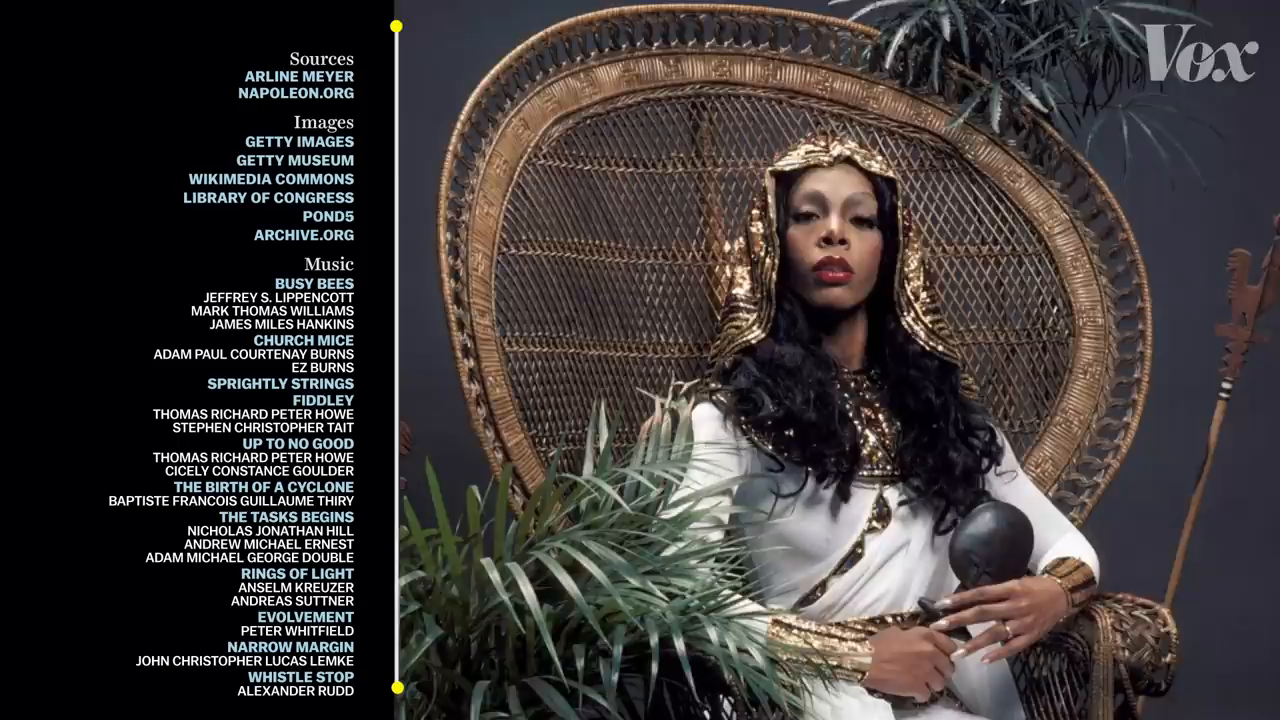 Sources
ARLINE MEYER
NAPOLEON.ORG
Images
GETTY IMAGES
GETTY MUSEUM
WIKIMEDIA COMMONS
LIBRARY OF CONGRESS
POND5
ARCHIVE.ORG
Music
BUSY BEES
JEFFREY S. LIPPENCOTT
MARK THOMAS WILLIAMS
JAMES MILES HANKINS
CHURCH MICE
ADAM PAUL COURTENAY BURNS
EZ BURNS
SPRIGHTLY STRINGS
FIDDLEY
THOMAS RICHARD PETER HOWE
STEPHEN CHRISTOPHER TAIT
UP TO NO GOOD
THOMAS RICHARD PETER HOWE
CICELY CONSTANCE GOULDER
THE BIRTH OF A CYCLONE
BAPTISTE FRANCOIS GUILLAUME THIRY
THE TASKS BEGINS
NICHOLAS JONATHAN HILL
ANDREW MICHAEL ERNEST
ADAM MICHAEL GEORGE DOUBLE
RINGS OF LIGHT
ANSELM KREUZER
ANDREAS SUTTNER
EVOLVEMENT
PETER WHITFIELD
NARROW MARGIN
JOHN CHRISTOPHER LUCAS LEMKE
WHISTLE STOP
ALEXANDER RUDD
Vox